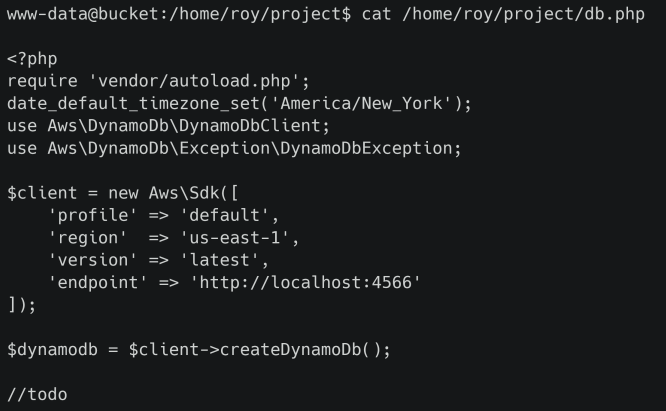 www-data@bucket:/home/roy/project$ cat /home/roy/project/db.php
<?php
require 'vendor/autoload.php';
date_default_timezone_set('America/New_York');
use Aws\DynamoDb\DynamoDbClient;
use Aws\DynamoDb\Exception\DynamoDbException;
$client = new Aws\Sdk([
    'profile' => 'default',
    'region'  => 'us-east-1',
    'version' => 'latest',
    'endpoint' => 'http://localhost:4566'
]);
$dynamodb = $client->createDynamoDb();
//todo